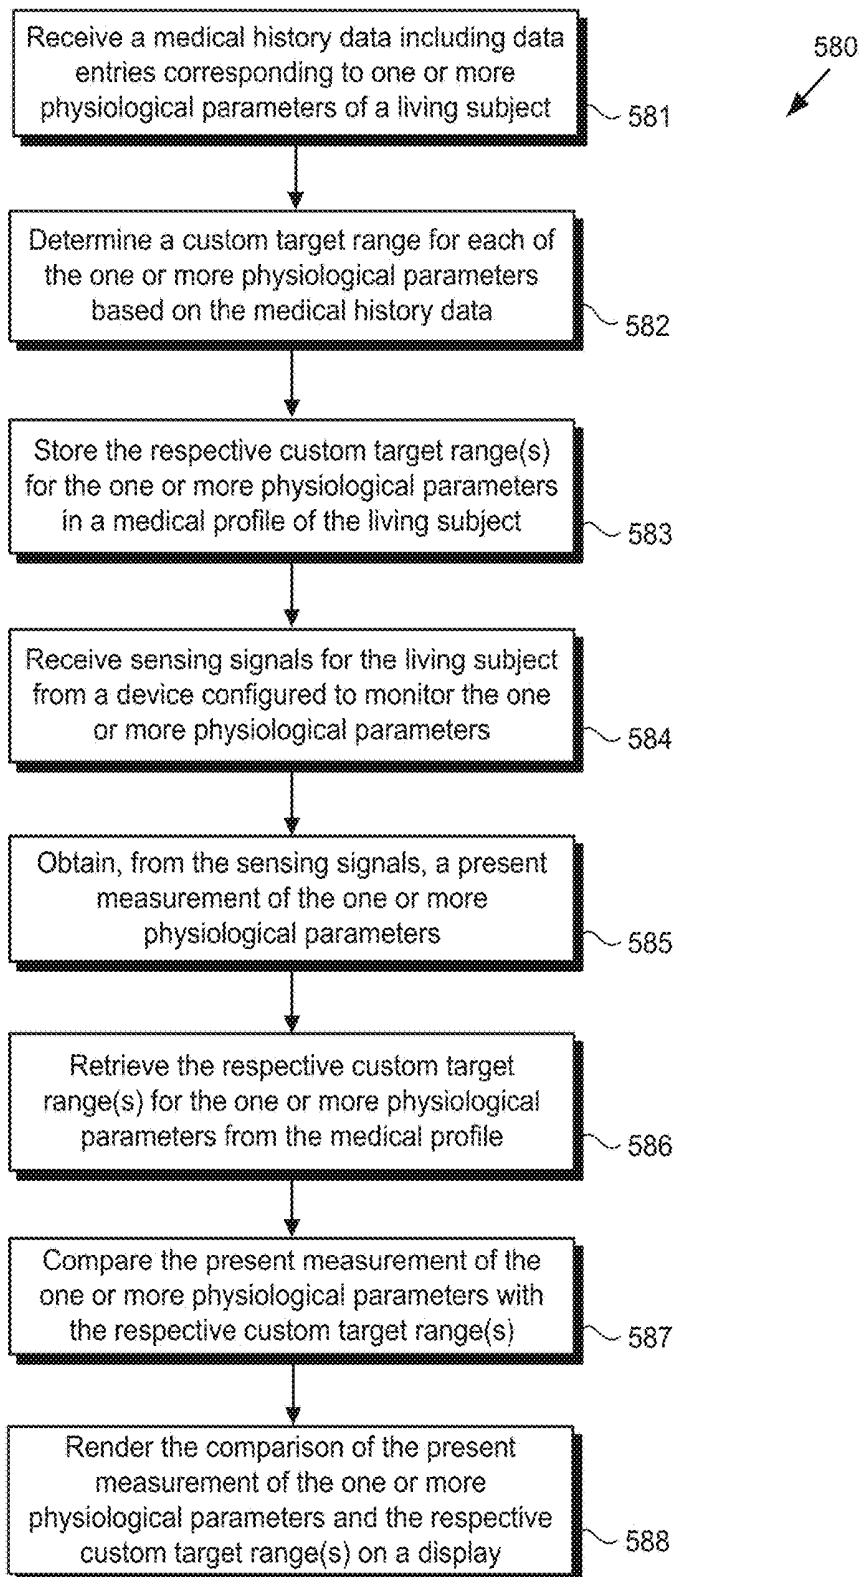 580
Receive a medical history data including data
entries corresponding to one or more
physiological parameters of a living subject
581
Determine a custom target range for each of
the one or more physiological parameters
based on the medical history data
582
Store the respective custom target range(s)
for the one or more physiological parameters
in a medical profile of the living subject
583
Receive sensing signals for the living subject
from a device configured to monitor the one
or more physiological parameters
584
Obtain, from the sensing signals, a present
measurement of the one or more
physiological parameters
585
Retrieve the respective custom target
range(s) for the one or more physiological
parameters from the medical profile
586
Compare the present measurement of the
one or more physiological parameters with
the respective custom target range(s)
587
Render the comparison of the present
measurement of the one or more
physiological parameters and the respective
custom target range(s) on a display
588